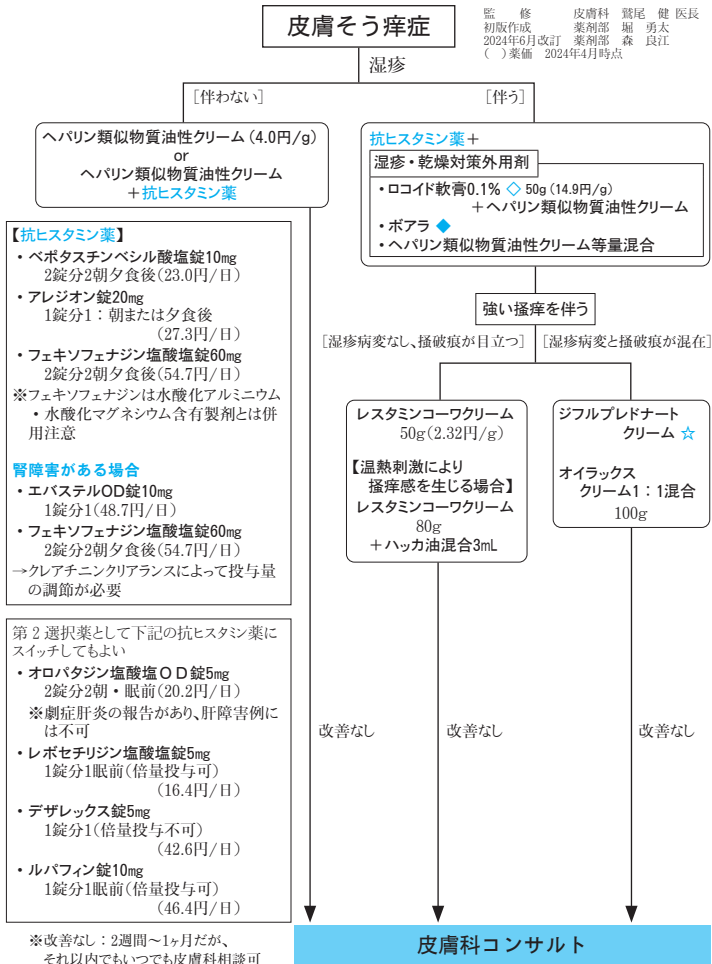 皮膚そう痒症
監　修　皮膚科　鷲尾　健 医長
初版作成　薬剤部　堀　勇太
2024年6月改訂　薬剤部　森　良江
（　）薬価　2024年4月時点
湿疹
［伴わない］
［伴う］
ヘパリン類似物質油性クリーム（4.0円/g）
or
ヘパリン類似物質油性クリーム
＋抗ヒスタミン薬
抗ヒスタミン薬＋
湿疹・乾燥対策外用剤
・ロコイド軟膏0.1% ◇ 50g（14.9円/g）
＋ヘパリン類似物質油性クリーム
・ボアラ ◆
・ヘパリン類似物質油性クリーム等量混合
【抗ヒスタミン薬】
・ベポタスチンベシル酸塩錠10mg
2錠分2朝夕食後（23.0円/日）
・アレジオン錠20mg
1錠分1：朝または夕食後
（27.3円/日）
・フェキソフェナジン塩酸塩錠60mg
2錠分2朝夕食後（54.7円/日）
※フェキソフェナジンは水酸化アルミニウム
・水酸化マグネシウム含有製剤とは併
用注意
腎障害がある場合
・エバステルOD錠10mg
1錠分1（48.7円/日）
・フェキソフェナジン塩酸塩錠60mg
2錠分2朝夕食後（54.7円/日）
→クレアチニンクリアランスによって投与量
の調節が必要
強い掻痒を伴う
［湿疹病変なし、掻破痕が目立つ］
［湿疹病変と掻破痕が混在］
レスタミンコーワクリーム
50g（2.32円/g）
【温熱刺激により
掻痒感を生じる場合】
レスタミンコーワクリーム
80g
＋ハッカ油混合3mL
ジフルプレドナート
クリーム ☆
オイラックス
クリーム1：1混合
100g
第2選択薬として下記の抗ヒスタミン薬に
スイッチしてもよい
・オロパタジン塩酸塩OD錠5mg
2錠分2朝・眠前（20.2円/日）
※劇症肝炎の報告があり、肝障害例に
は不可
・レボセチリジン塩酸塩錠5mg
1錠分1眠前（倍量投与可）
（16.4円/日）
・デザレックス錠5mg
1錠分1（倍量投与不可）
（42.6円/日）
・ルパフィン錠10mg
1錠分1眠前（倍量投与可）
（46.4円/日）
改善なし
改善なし
改善なし
皮膚科コンサルト
※改善なし：2週間～1ヶ月だが、
それ以内でもいつでも皮膚科相談可